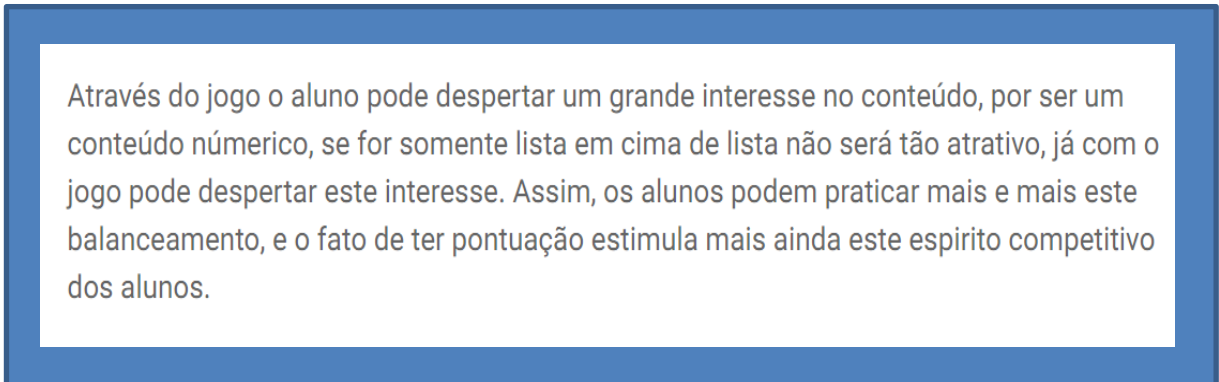 Através do jogo o aluno pode despertar um grande interesse no conteúdo, por ser um
conteúdo númerico, se for somente lista em cima de lista não será tão atrativo, já com o
jogo pode despertar este interesse. Assim, os alunos podem praticar mais e mais este
balanceamento, e o fato de ter pontuação estimula mais ainda este espirito competitivo
dos alunos.